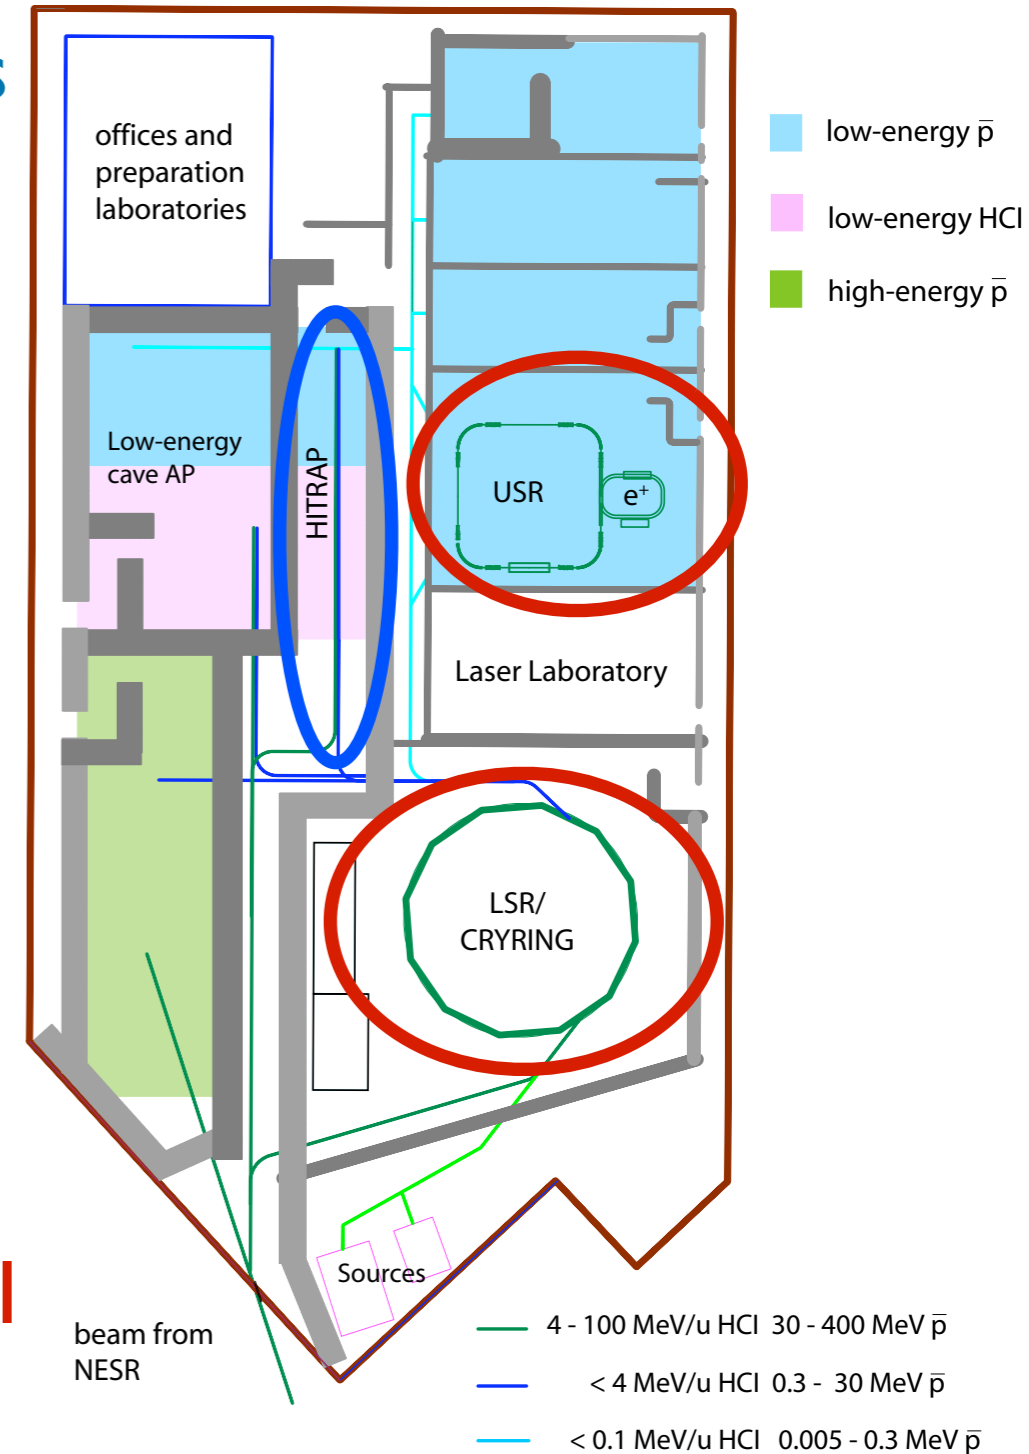 s
offices and
preparation
laboratories
low-energy p̅
low-energy HCI
high-energy p̅
Low-energy
cave AP
HITRAP
USR
e⁺
Laser Laboratory
LSR/
CRYRING
Sources
beam from
NESR
4 - 100 MeV/u HCI 30 - 400 MeV p̅
< 4 MeV/u HCI 0.3 - 30 MeV p̅
< 0.1 MeV/u HCI 0.005 - 0.3 MeV p̅